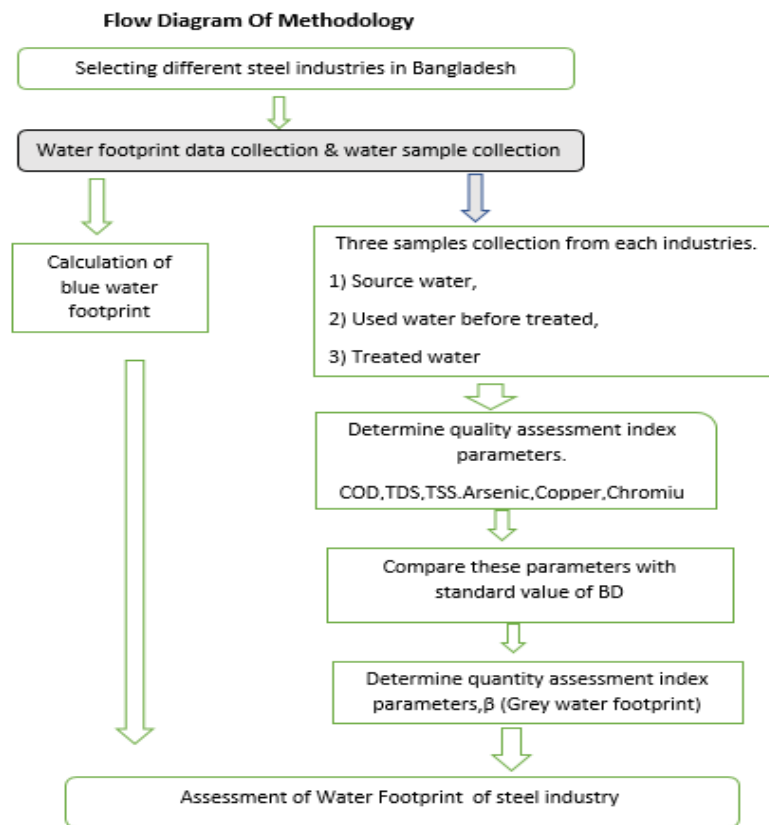 Flow Diagram Of Methodology
Selecting different steel industries in Bangladesh
Water footprint data collection & water sample collection
Calculation of
blue water
footprint
Three samples collection from each industries.
1) Source water,
2) Used water before treated,
3) Treated water
Determine quality assessment index
parameters.
COD,TDS,TSS.Arsenic,Copper,Chromiu
Compare these parameters with
standard value of BD
Determine quantity assessment index
parameters,β (Grey water footprint)
Assessment of Water Footprint of steel industry